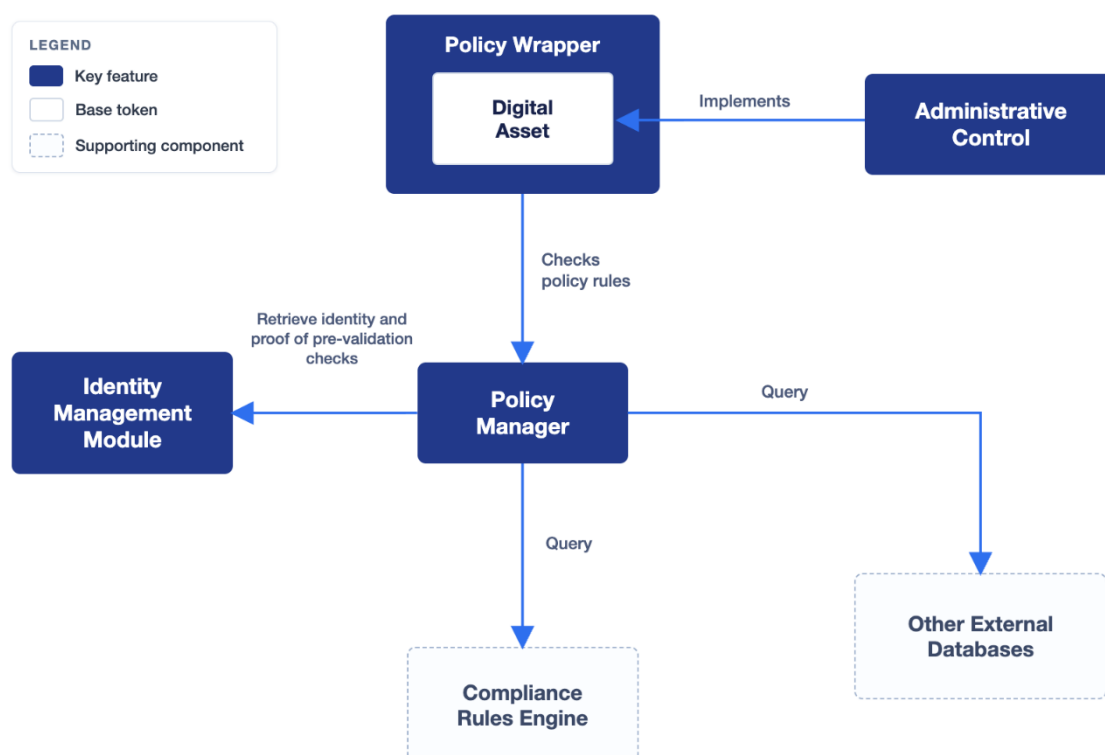 LEGEND
Key feature
Base token
Supporting component
Policy Wrapper
Digital
Asset
Implements
Administrative
Control
Checks
policy rules
Retrieve identity and
proof of pre-validation
checks
Identity
Management
Module
Policy
Manager
Query
Query
Other External
Databases
Compliance
Rules Engine